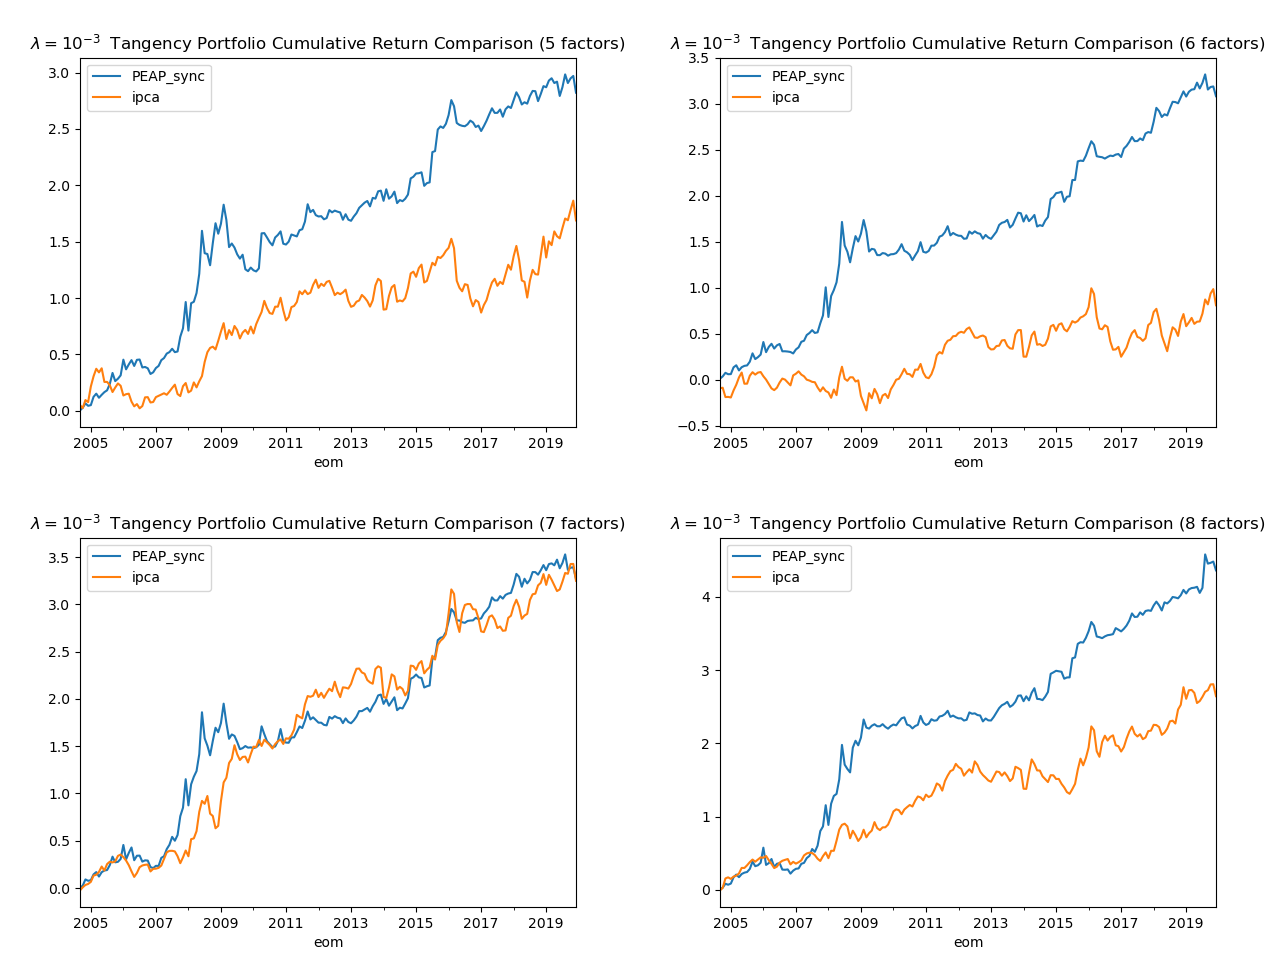 λ = 10⁻³ Tangency Portfolio Cumulative Return Comparison (5 factors)
PEAP_sync
ipca
3.0
2.5
2.0
1.5
1.0
0.5
0.0
2005 2007 2009 2011 2013 2015 2017 2019
eom
λ = 10⁻³ Tangency Portfolio Cumulative Return Comparison (6 factors)
PEAP_sync
ipca
3.5
3.0
2.5
2.0
1.5
1.0
0.5
0.0
−0.5
2005 2007 2009 2011 2013 2015 2017 2019
eom
λ = 10⁻³ Tangency Portfolio Cumulative Return Comparison (7 factors)
PEAP_sync
ipca
3.5
3.0
2.5
2.0
1.5
1.0
0.5
0.0
2005 2007 2009 2011 2013 2015 2017 2019
eom
λ = 10⁻³ Tangency Portfolio Cumulative Return Comparison (8 factors)
PEAP_sync
ipca
4
3
2
1
0
2005 2007 2009 2011 2013 2015 2017 2019
eom